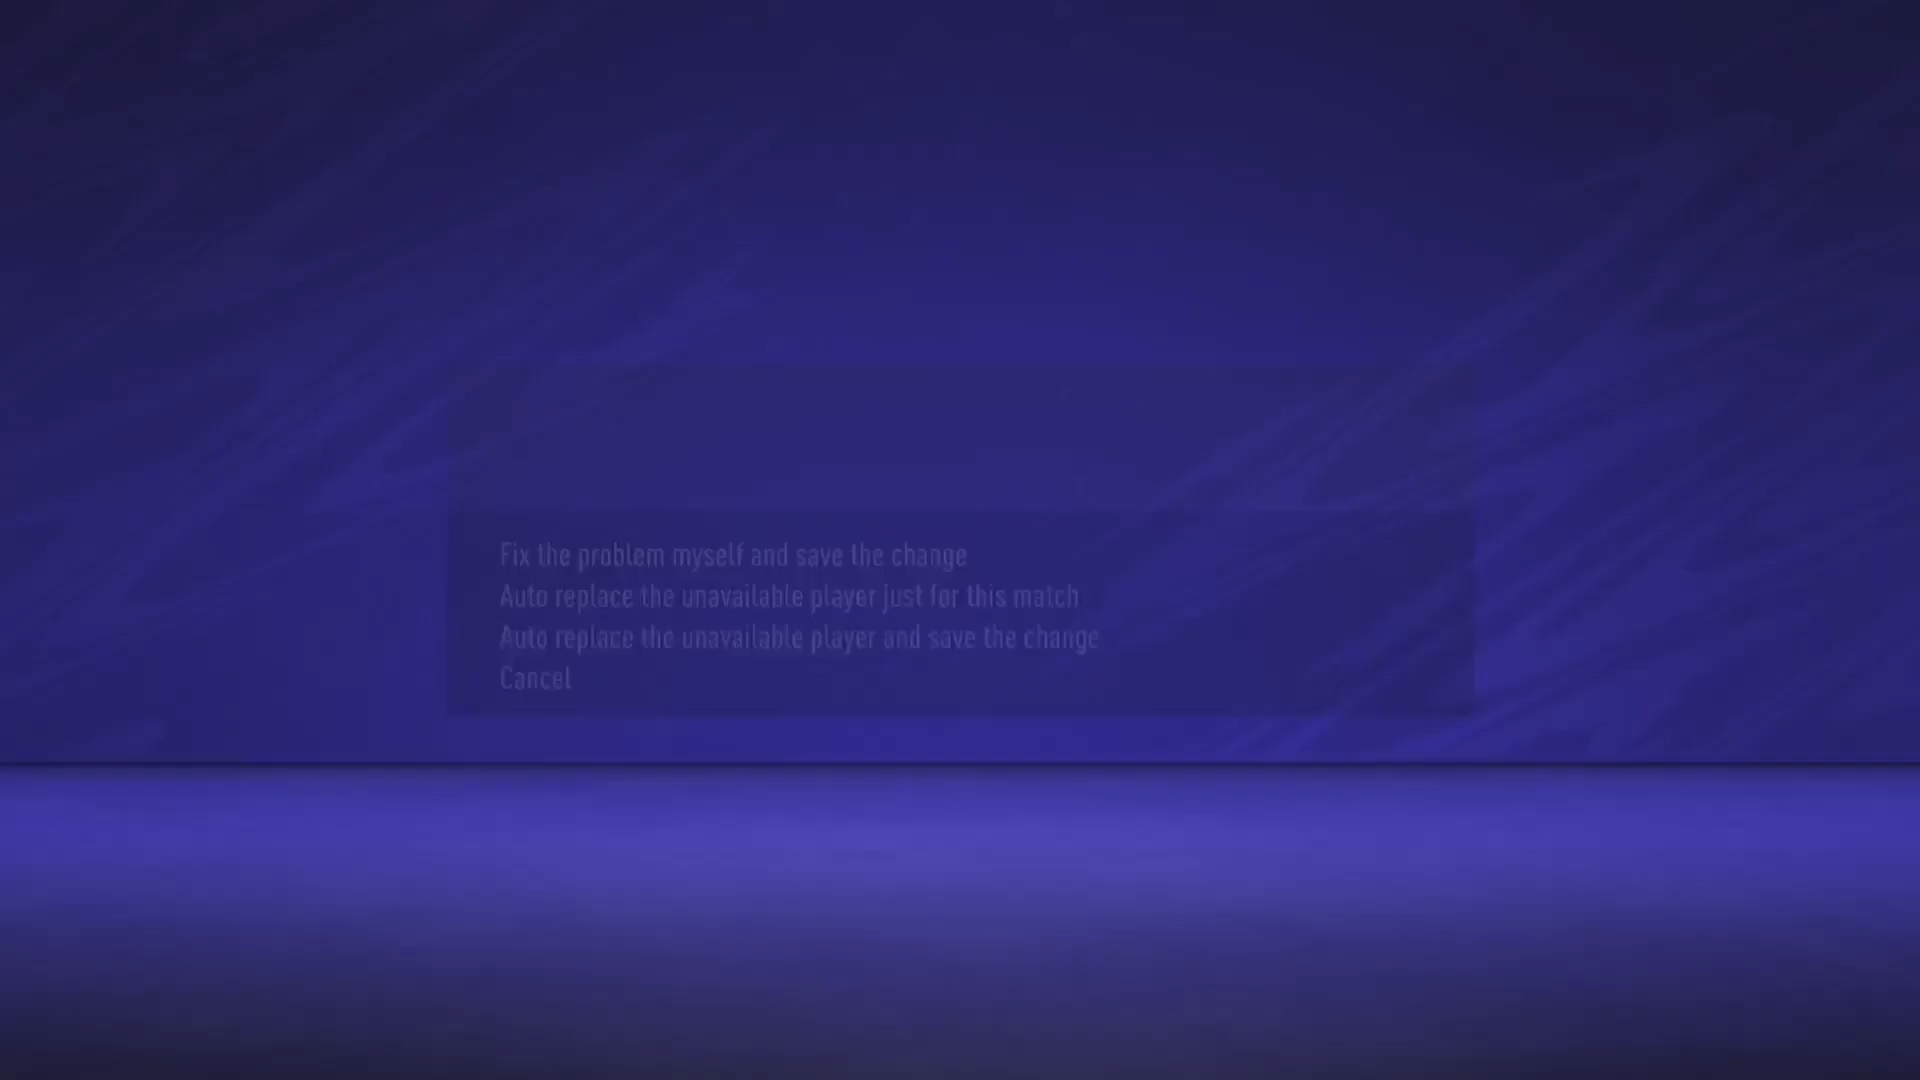 Fix the problem myself and save the change
Auto replace the unavailable player just for this match
Auto replace the unavailable player and save the change
Cancel